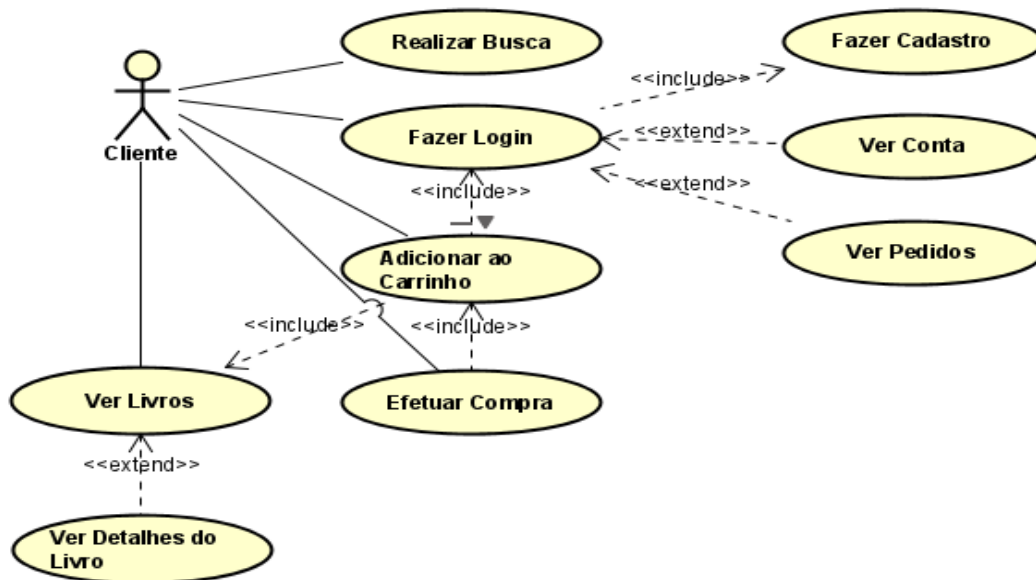 Realizar Busca
Fazer Cadastro
<<include>>
Fazer Login
<<extend>>
Ver Conta
Cliente
<<include>>
<<extend>>
Ver Pedidos
Adicionar ao
Carrinho
<<include>>
<<include>>
Ver Livros
Efetuar Compra
<<extend>>
Ver Detalhes do
Livro